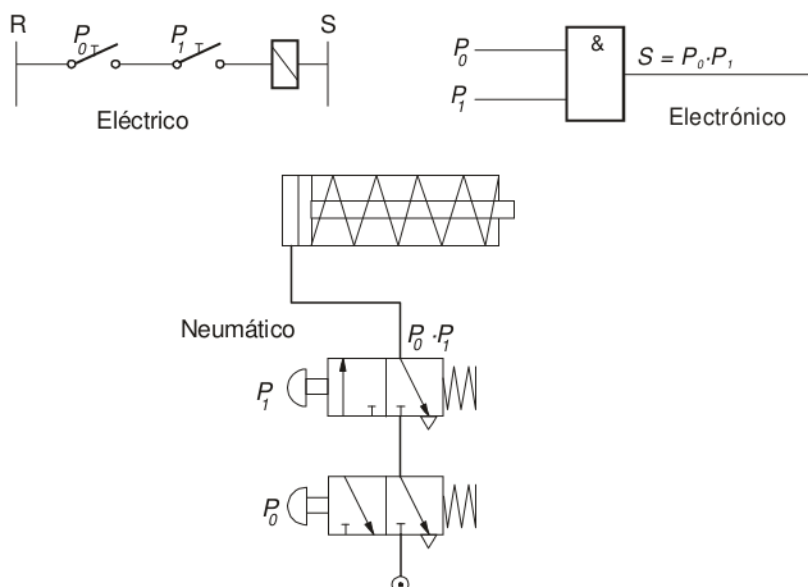 R
P0
P1
S
Eléctrico
P0
&
S = P0·P1
P1
Electrónico
Neumático
P0 ·P1
P1
P0